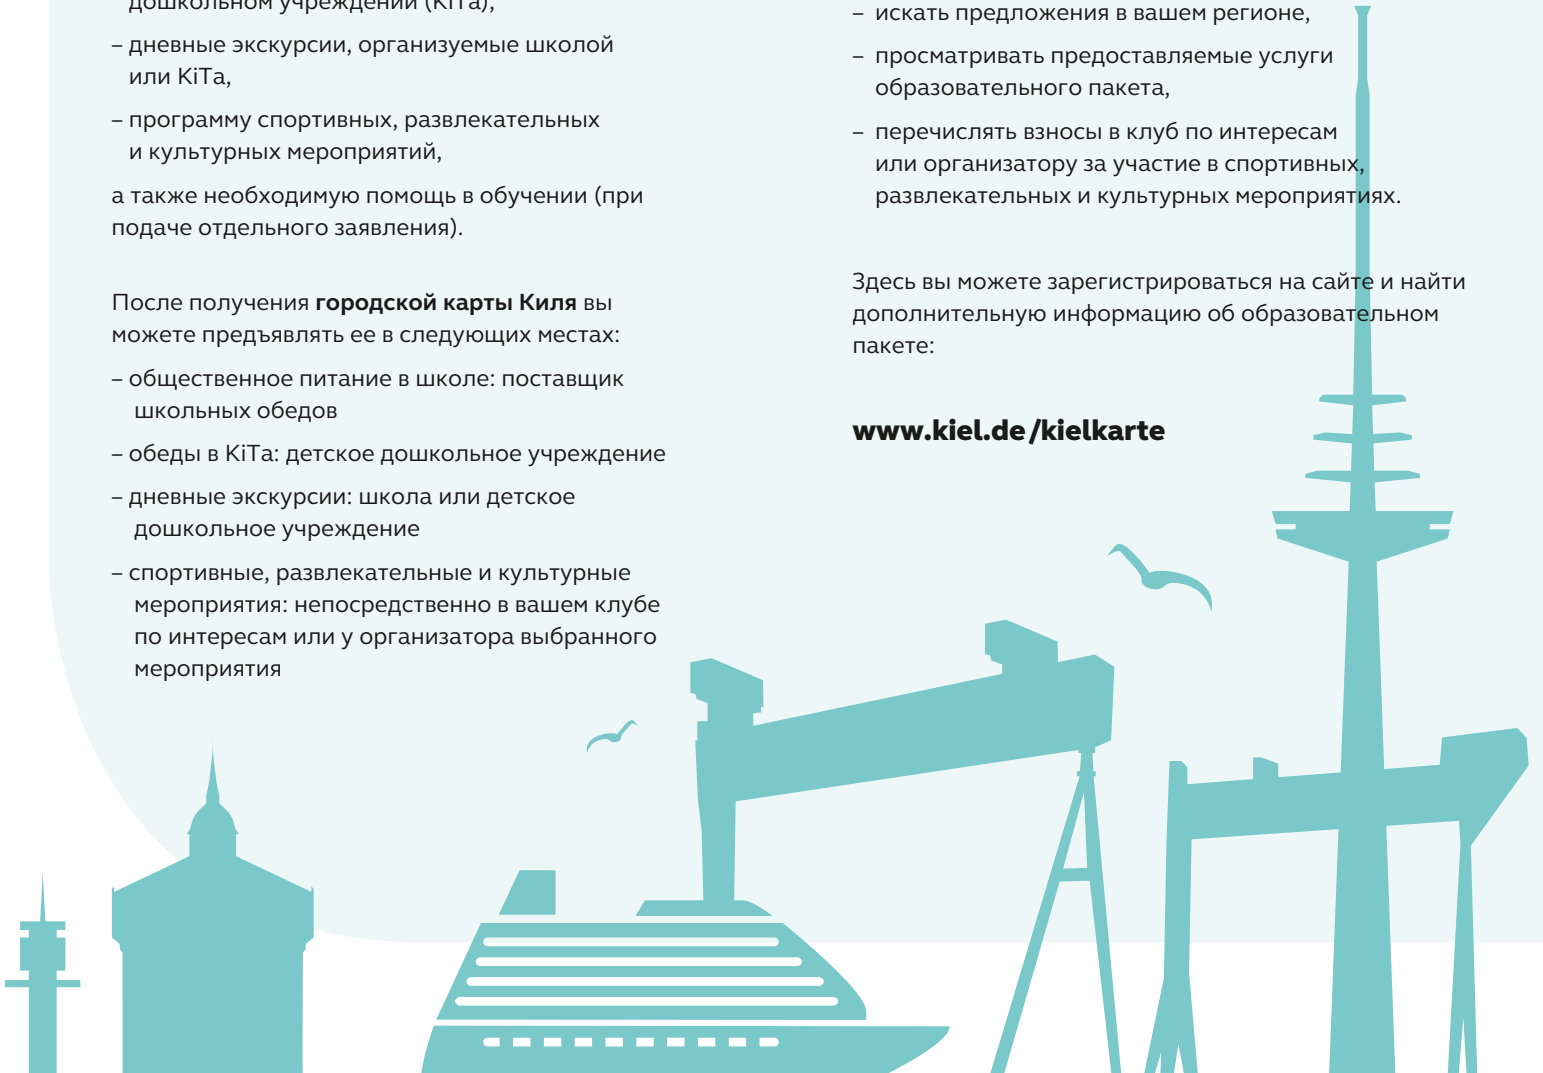 дошкольном учреждении (KiTa),
– дневные экскурсии, организуемые школой
или KiTa,
– программу спортивных, развлекательных
и культурных мероприятий,
а также необходимую помощь в обучении (при
подаче отдельного заявления).
После получения городской карты Киля вы
можете предъявлять ее в следующих местах:
– общественное питание в школе: поставщик
школьных обедов
– обеды в KiTa: детское дошкольное учреждение
– дневные экскурсии: школа или детское
дошкольное учреждение
– спортивные, развлекательные и культурные
мероприятия: непосредственно в вашем клубе
по интересам или у организатора выбранного
мероприятия
– искать предложения в вашем регионе,
– просматривать предоставляемые услуги
образовательного пакета,
– перечислять взносы в клуб по интересам
или организатору за участие в спортивных,
развлекательных и культурных мероприятиях.
Здесь вы можете зарегистрироваться на сайте и найти
дополнительную информацию об образовательном
пакете:
www.kiel.de/kielkarte